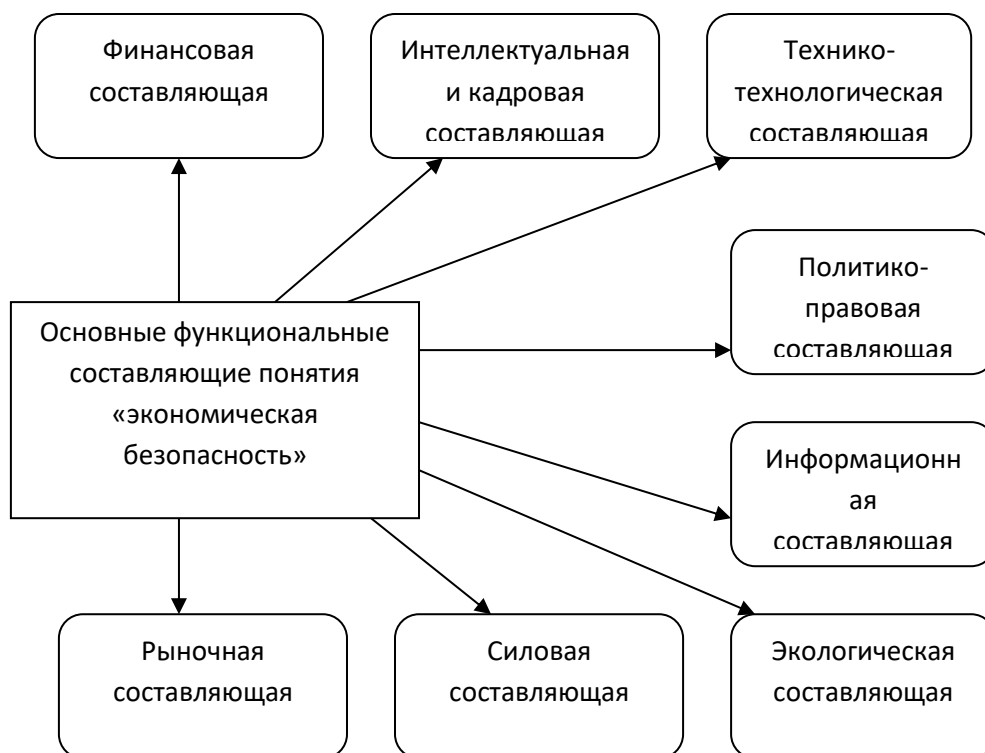 Финансовая
составляющая
Интеллектуальная
и кадровая
составляющая
Технико-
технологическая
составляющая
Политико-
правовая
составляющая
Основные функциональные
составляющие понятия
«экономическая
безопасность»
Информационн
ая
составляющая
Рыночная
составляющая
Силовая
составляющая
Экологическая
составляющая